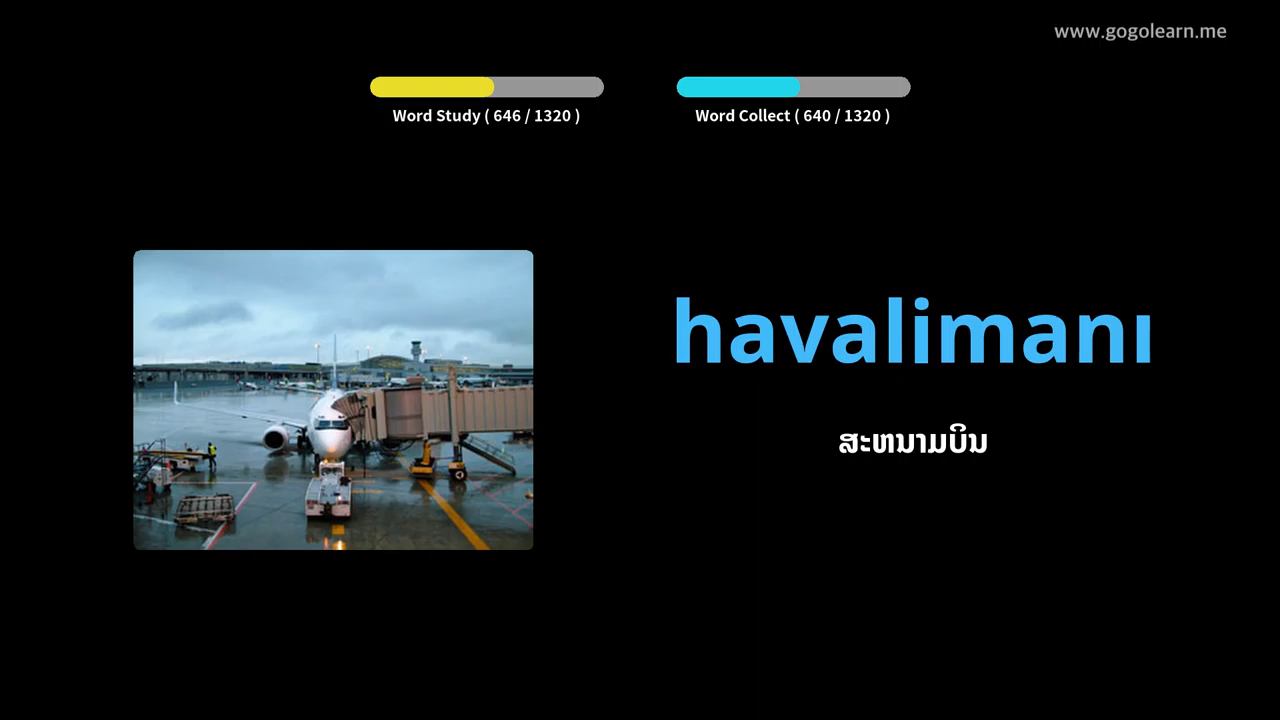 www.gogolearn.me
Word Study ( 646 / 1320 )
Word Collect ( 640 / 1320 )
havalimanı
ສະຫນາມບິນ